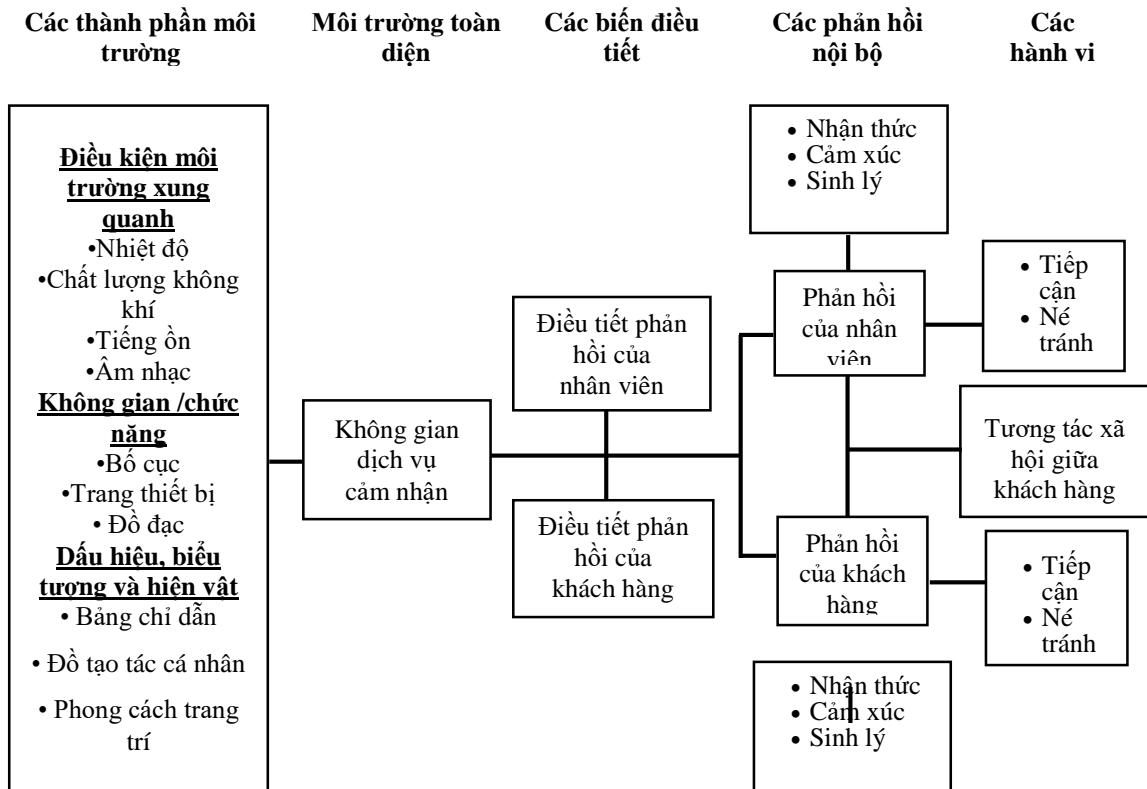 Các thành phần môi
trường
Môi trường toàn
diện
Các biến điều
tiết
Các phản hồi
nội bộ
Các
hành vi
Điều kiện môi
trường xung
quanh
•Nhiệt độ
•Chất lượng không
khí
•Tiếng ồn
•Âm nhạc
Không gian /chức
năng
•Bố cục
•Trang thiết bị
• Đồ đạc
Dấu hiệu, biểu
tượng và hiện vật
• Bảng chỉ dẫn
• Đồ tạo tác cá nhân
• Phong cách trang
trí
Không gian
dịch vụ
cảm nhận
Điều tiết phản
hồi của
nhân viên
Điều tiết phản
hồi của
khách hàng
• Nhận thức
• Cảm xúc
• Sinh lý
Phản hồi
của nhân
viên
Phản hồi
của khách
hàng
• Nhận thức
• Cảm xúc
• Sinh lý
• Tiếp
cận
• Né
tránh
Tương tác xã
hội giữa
khách hàng
• Tiếp
cận
• Né
tránh